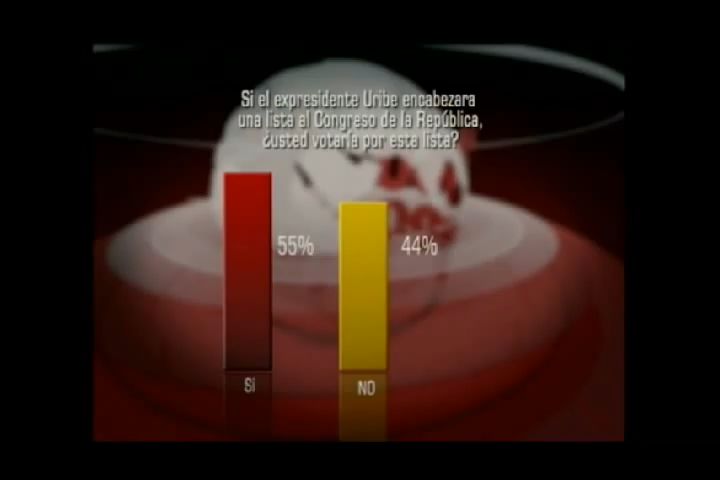 Si el expresidente Uribe encabezara
una lista al Congreso de la República,
¿usted votaría por esta lista?
55%
44%
Si
NO